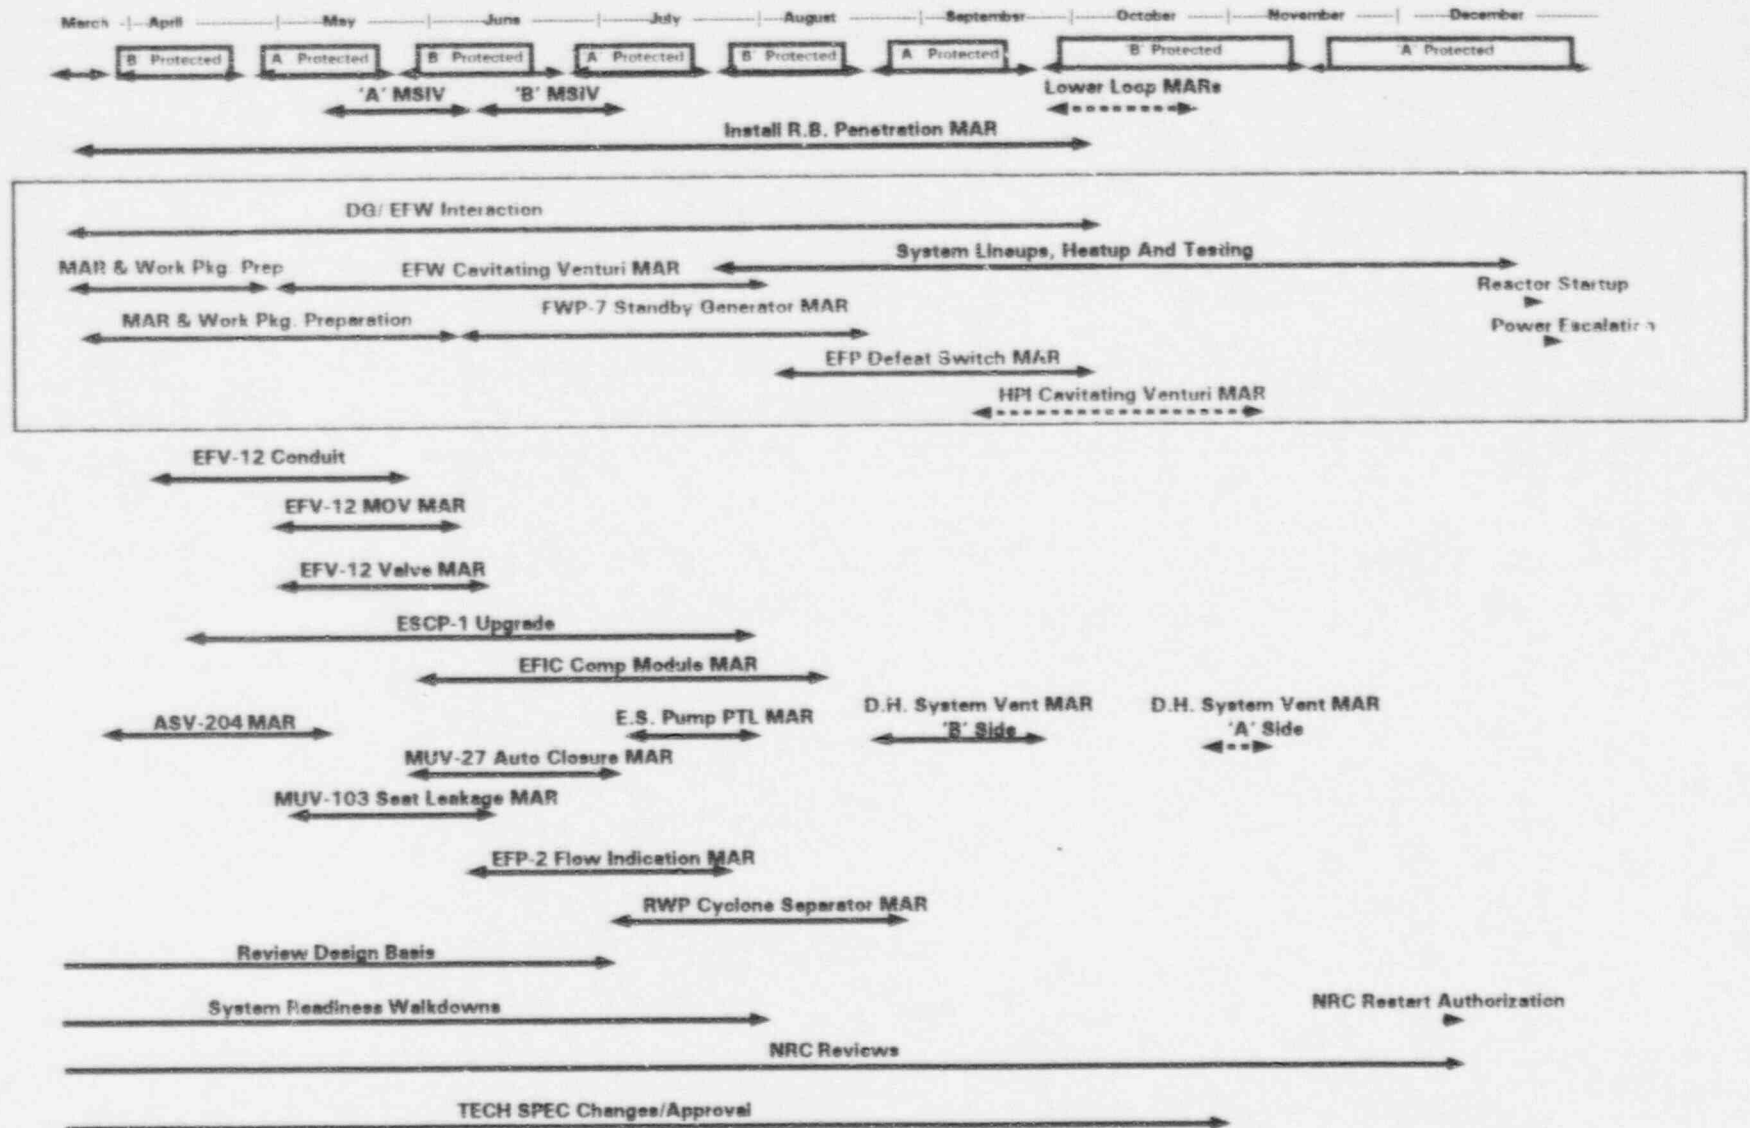 March April May June July August September October November December
B Protected A Protected B Protected A Protected B Protected A Protected 'B' Protected 'A' Protected
'A' MSIV 'B' MSIV Lower Loop MARs
Install R.B. Penetration MAR
DG/ EFW Interaction
System Lineups, Heatup And Testing
MAR & Work Pkg. Prep EFW Cavitating Venturi MAR
Reactor Startup
FWP-7 Standby Generator MAR
MAR & Work Pkg. Preparation
Power Escalation
EFP Defeat Switch MAR
HPI Cavitating Venturi MAR
EFV-12 Conduit
EFV-12 MOV MAR
EFV-12 Valve MAR
ESCP-1 Upgrade
EFIC Comp Module MAR
D.H. System Vent MAR D.H. System Vent MAR
ASV-204 MAR E.S. Pump PTL MAR 'B' Side 'A' Side
MUV-27 Auto Closure MAR
MUV-103 Seat Leakage MAR
EFP-2 Flow Indication MAR
RWP Cyclone Separator MAR
Review Design Basis
System Readiness Walkdowns NRC Restart Authorization
NRC Reviews
TECH SPEC Changes/Approval